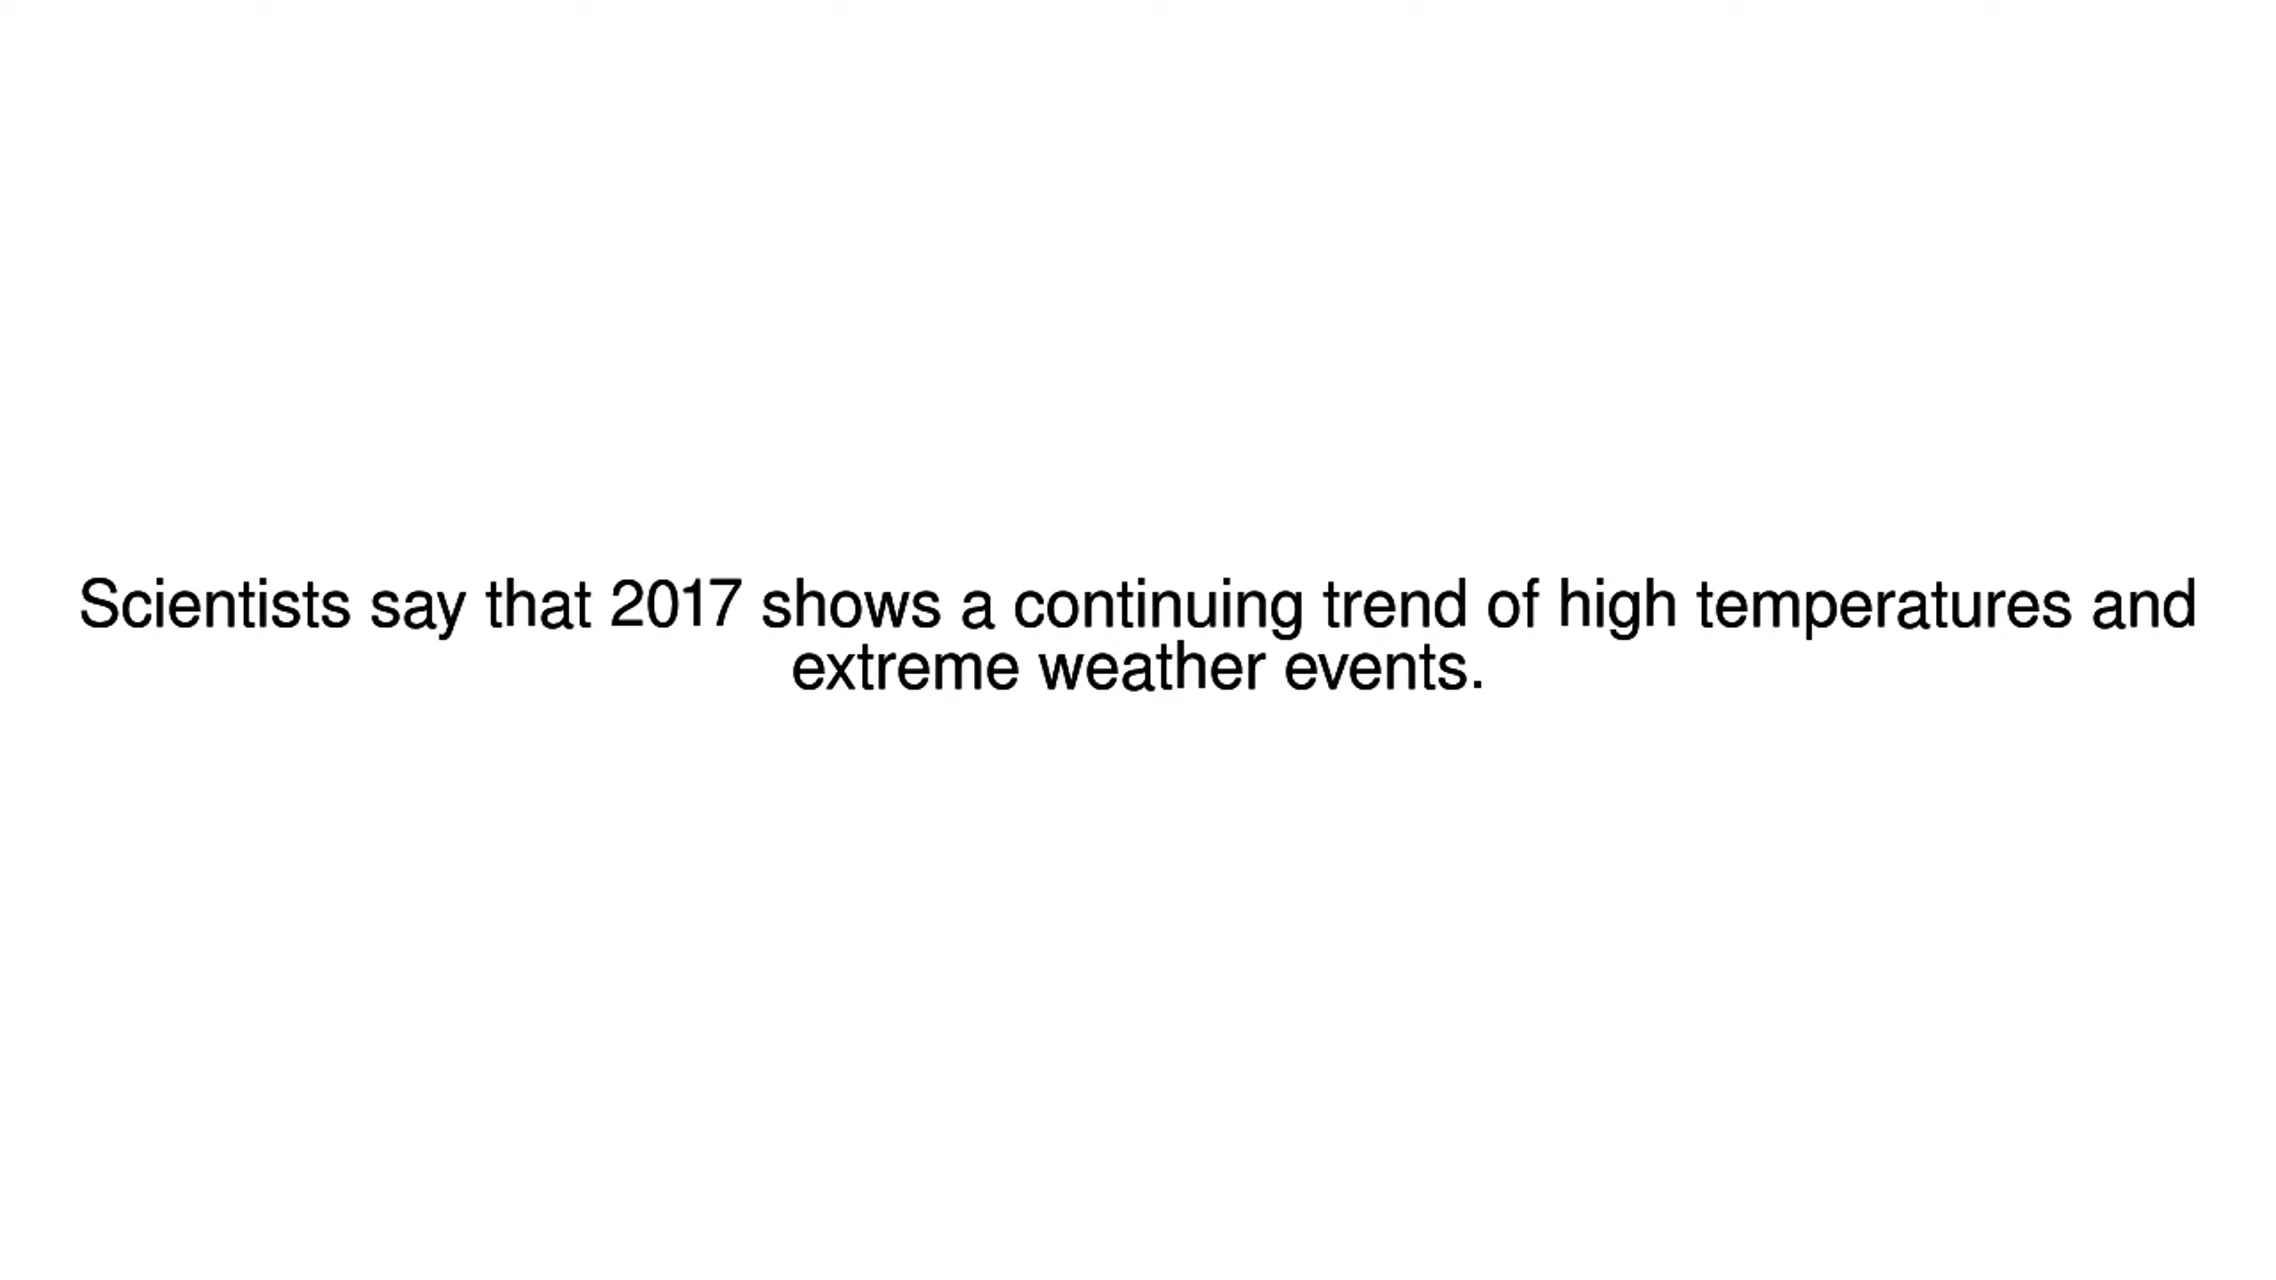 Scientists say that 2017 shows a continuing trend of high temperatures and
extreme weather events.